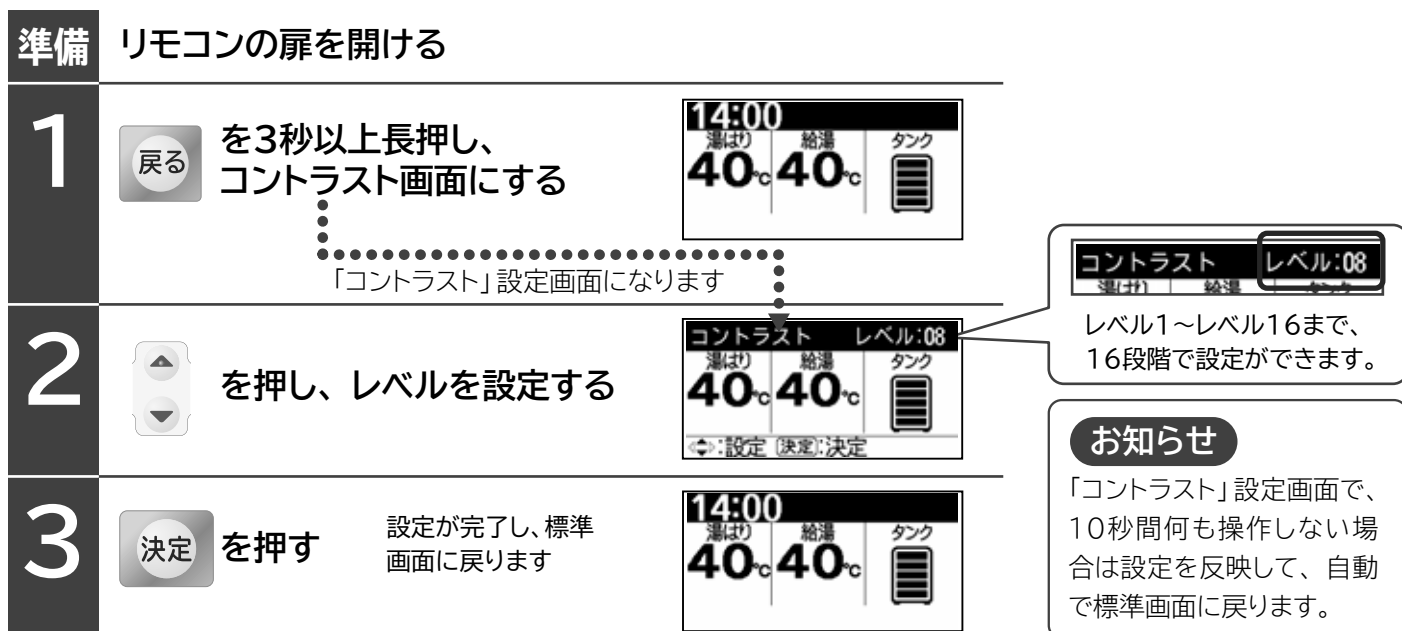 準備 リモコンの扉を開ける
1
戻る を3秒以上長押し、
コントラスト画面にする
14:00
湯はり 給湯 タンク
40℃ 40℃
「コントラスト」設定画面になります
2
を押し、レベルを設定する
コントラスト レベル:08
湯はり 給湯 タンク
40℃ 40℃
:設定 決定:決定
コントラスト レベル:08
湯はり 給湯 タンク
レベル1〜レベル16まで、
16段階で設定ができます。
3
決定 を押す
設定が完了し、標準
画面に戻ります
14:00
湯はり 給湯 タンク
40℃ 40℃
お知らせ
「コントラスト」設定画面で、
10秒間何も操作しない場
合は設定を反映して、自動
で標準画面に戻ります。